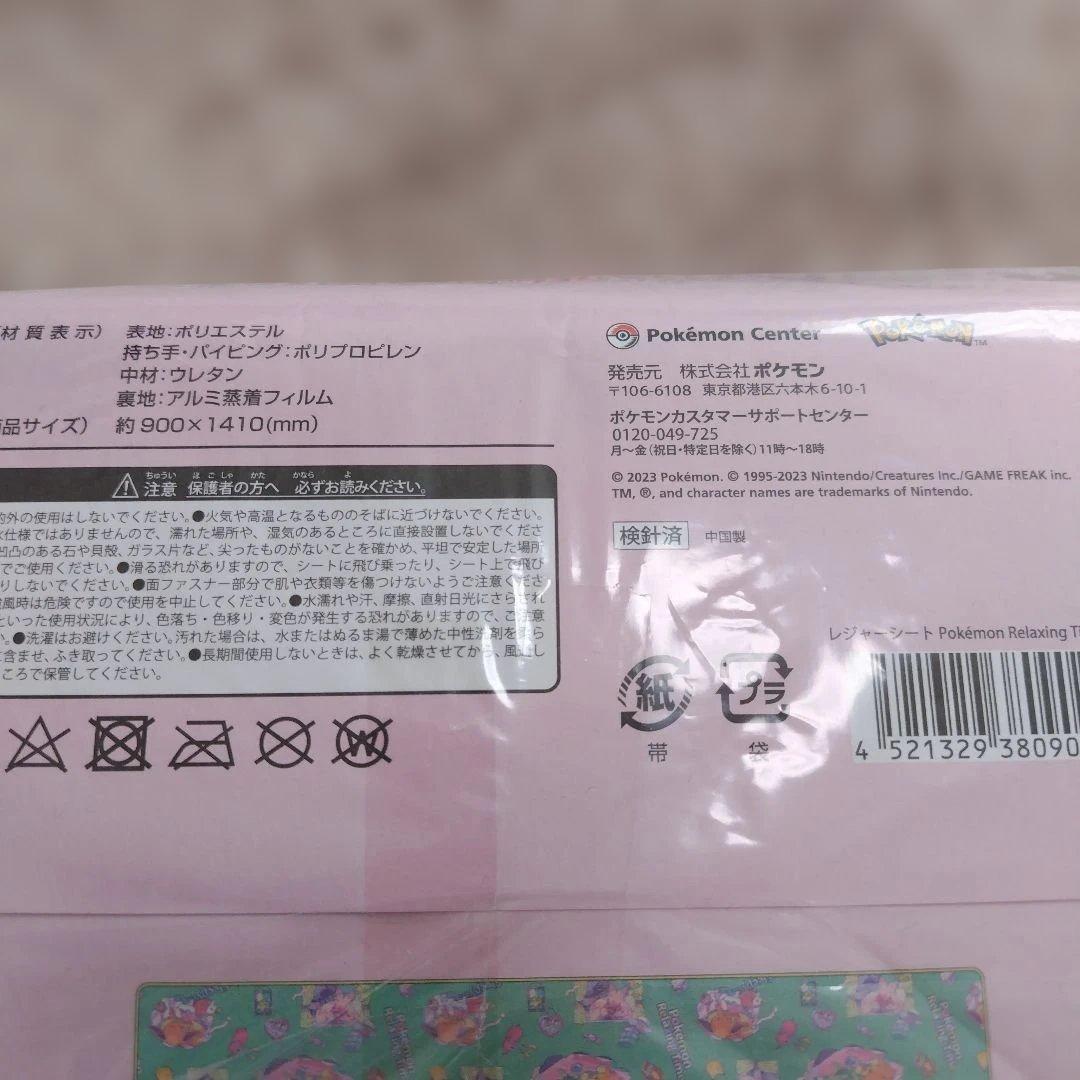 材質表示) 表地:ポリエステル
持ち手・パイピング:ポリプロピレン
中材:ウレタン
裏地:アルミ蒸着フィルム
品サイズ) 約900×1410(mm)
注意 保護者の方へ 必ずお読みください。
ちゅうい ほごしゃ かた かなら よ
的外の使用はしないでください。●火気や高温となるもののそばに近づけないでください。
水仕様ではありませんので、濡れた場所や、湿気のあるところに直接設置しないでくださ
凹凸のある石や貝殻、ガラス片など、尖ったものがないことを確かめ、平坦で安定した場所
でご使用ください。●滑る恐れがありますので、シートに飛び乗ったり、シート上で飛び
りしないでください。●面ファスナー部分で肌や衣類等を傷つけないようご注意くださ
強風時は危険ですので使用を中止してください。●水濡れや汗、摩擦、直射日光にさらされ
といった使用状況により、色落ち・色移り・変色が発生する恐れがありますので、ご注意
い。●洗濯はお避けください。汚れた場合は、水またはぬるま湯で薄めた中性洗剤を柔ら
に含ませ、ふき取ってください。●長期間使用しないときは、よく乾燥させてから、風通し
ところで保管してください。
W
Pokémon Center POKéMON TM
発売元 株式会社ポケモン
〒106-6108 東京都港区六本木6-10-1
ポケモンカスタマーサポートセンター
0120-049-725
月～金(祝日・特定日を除く)11時～18時
© 2023 Pokémon. © 1995-2023 Nintendo/Creatures Inc./GAME FREAK inc.
TM, ®, and character names are trademarks of Nintendo.
検針済 中国製
レジャーシート Pokémon Relaxing
紙 プラ
帯 袋
4 521329 38090